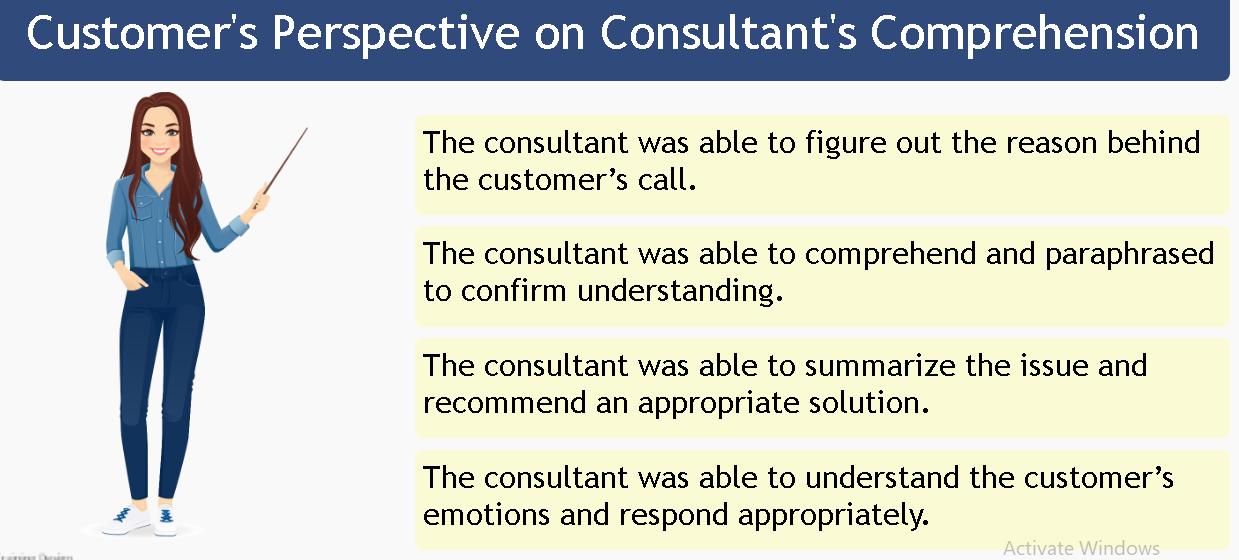 Customer's Perspective on Consultant's Comprehension
The consultant was able to figure out the reason behind
the customer’s call.
The consultant was able to comprehend and paraphrased
to confirm understanding.
The consultant was able to summarize the issue and
recommend an appropriate solution.
The consultant was able to understand the customer’s
emotions and respond appropriately.
Activate Windows
Training Design